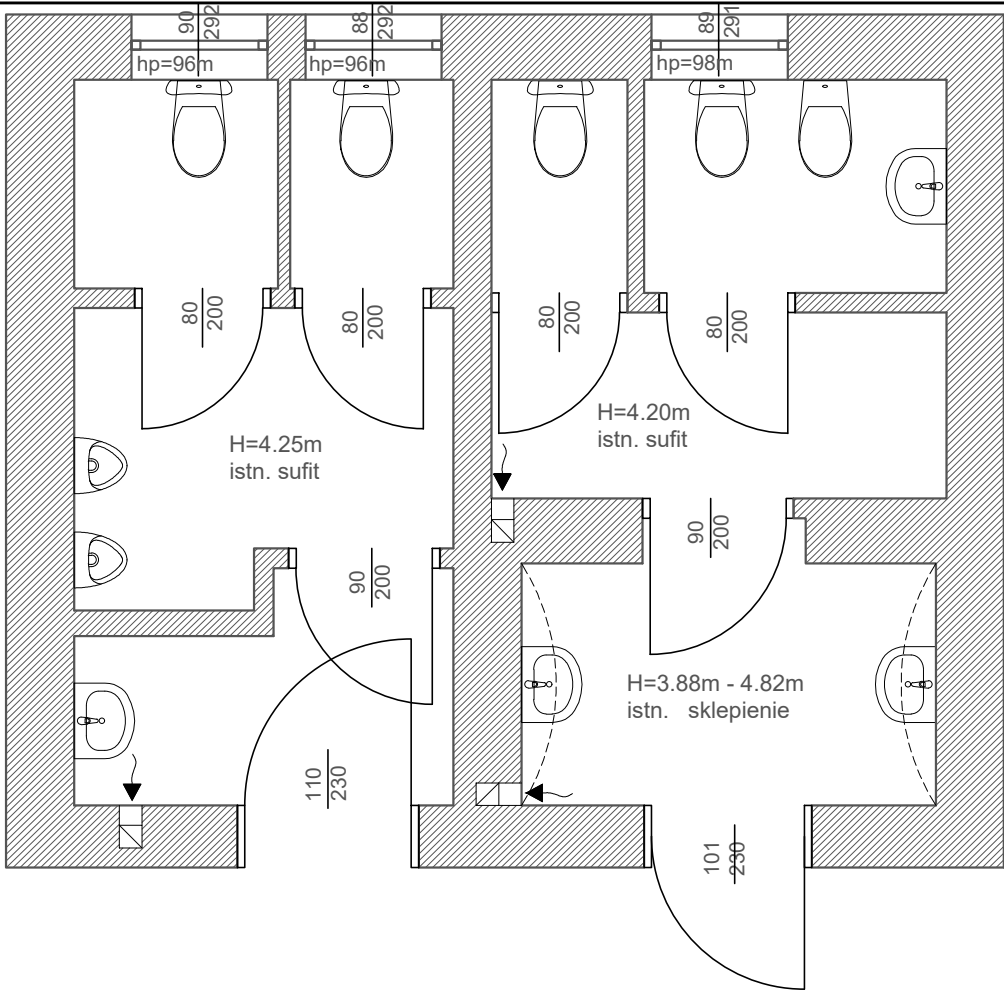 90
292
88
292
89
291
hp=96m
hp=96m
hp=98m
80
200
80
200
80
200
80
200
H=4.25m
istn. sufit
H=4.20m
istn. sufit
90
200
90
200
H=3.88m - 4.82m
istn. sklepienie
110
230
101
230